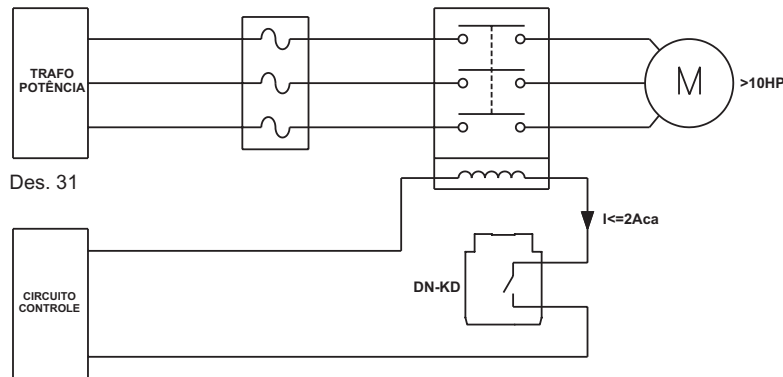 TRAFO
POTÊNCIA
M
>10HP
Des. 31
I<=2Aca
DN-KD
CIRCUITO
CONTROLE